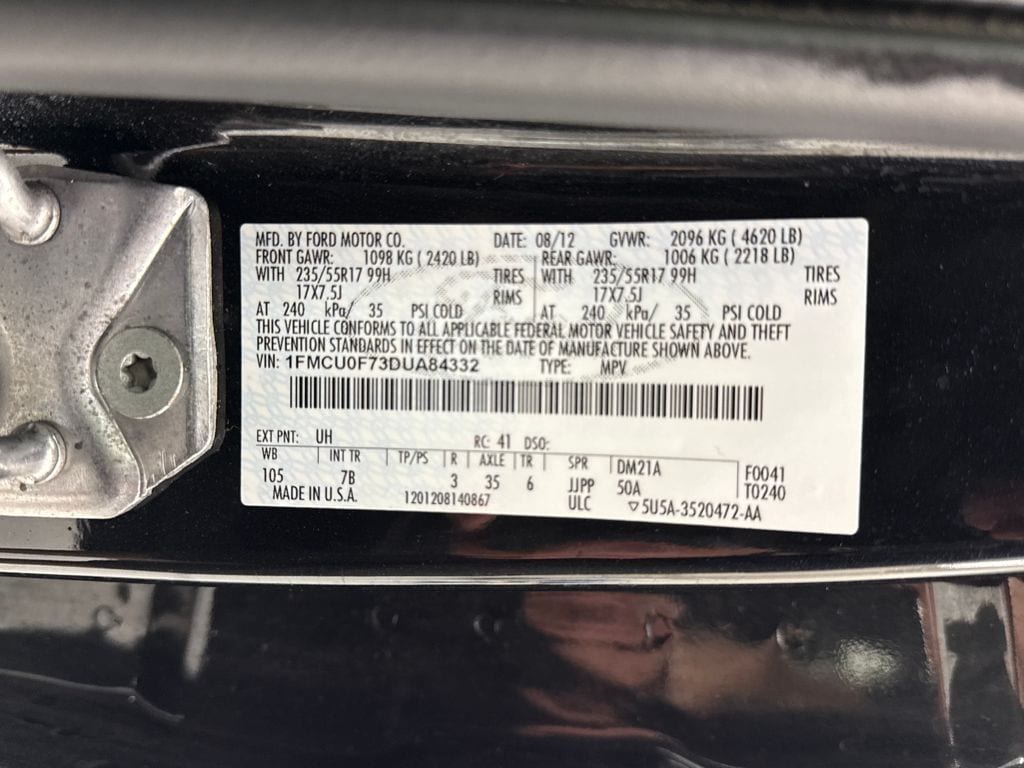 MFD. BY FORD MOTOR CO. DATE: 08/12 GVWR: 2096 KG ( 4620 LB)
FRONT GAWR: 1098 KG ( 2420 LB) REAR GAWR: 1006 KG ( 2218 LB)
WITH 235/55R17 99H TIRES WITH 235/55R17 99H TIRES
17X7.5J RIMS 17X7.5J RIMS
AT 240 kPa/ 35 PSI COLD AT 240 kPa/ 35 PSI COLD
THIS VEHICLE CONFORMS TO ALL APPLICABLE FEDERAL MOTOR VEHICLE SAFETY AND THEFT
PREVENTION STANDARDS IN EFFECT ON THE DATE OF MANUFACTURE SHOWN ABOVE.
VIN: 1FMCU0F73DUA84332 TYPE: MPV
EXT PNT: UH RC: 41 DSO:
WB INT TR TP/PS R AXLE TR SPR DM21A F0041
105 7B 3 35 6 JJPP 50A T0240
MADE IN U.S.A. 1201208140867 ULC ▽5U5A-3520472-AA